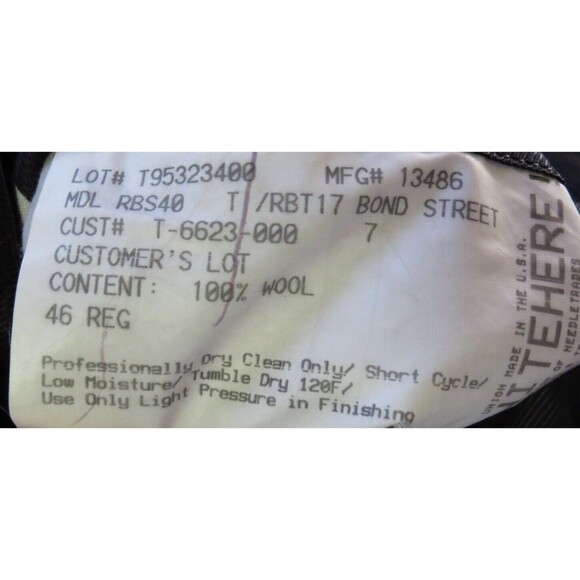 LOT# T95323400 MFG# 13486
MDL RBS40 T /RBT17 BOND STREET
CUST# T-6623-000 7
CUSTOMER'S LOT
CONTENT: 100% WOOL
46 REG
Professionally Dry Clean Only/ Short Cycle/
Low Moisture/ Tumble Dry 120F/
Use Only Light Pressure in Finishing
UNION MADE IN THE U.S.A.
OF NEEDLETRADES